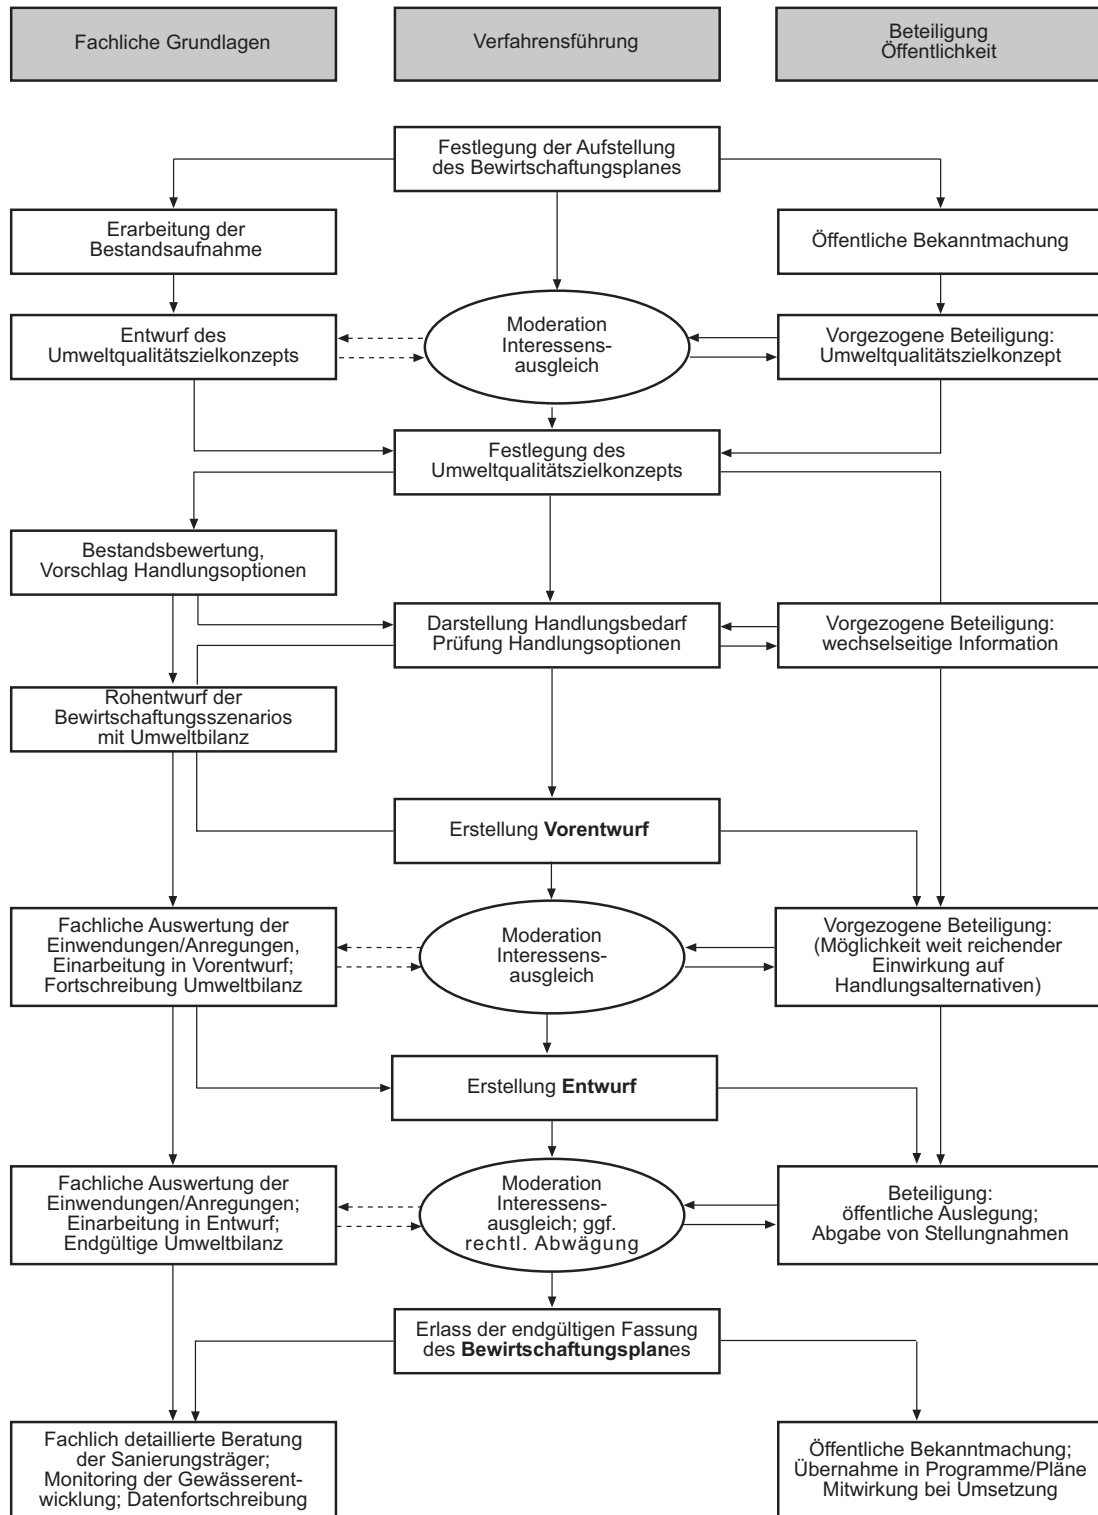 Fachliche Grundlagen
Verfahrensführung
Beteiligung
Öffentlichkeit
Festlegung der Aufstellung
des Bewirtschaftungsplanes
Erarbeitung der
Bestandsaufnahme
Öffentliche Bekanntmachung
Entwurf des
Umweltqualitätszielkonzepts
Moderation
Interessens-
ausgleich
Vorgezogene Beteiligung:
Umweltqualitätszielkonzept
Festlegung des
Umweltqualitätszielkonzepts
Bestandsbewertung,
Vorschlag Handlungsoptionen
Darstellung Handlungsbedarf
Prüfung Handlungsoptionen
Vorgezogene Beteiligung:
wechselseitige Information
Rohentwurf der
Bewirtschaftungsszenarios
mit Umweltbilanz
Erstellung Vorentwurf
Fachliche Auswertung der
Einwendungen/Anregungen,
Einarbeitung in Vorentwurf;
Fortschreibung Umweltbilanz
Moderation
Interessens-
ausgleich
Vorgezogene Beteiligung:
(Möglichkeit weit reichender
Einwirkung auf
Handlungsalternativen)
Erstellung Entwurf
Fachliche Auswertung der
Einwendungen/Anregungen;
Einarbeitung in Entwurf;
Endgültige Umweltbilanz
Moderation
Interessens-
ausgleich; ggf.
rechtl. Abwägung
Beteiligung:
öffentliche Auslegung;
Abgabe von Stellungnahmen
Erlass der endgültigen Fassung
des Bewirtschaftungsplanes
Fachlich detaillierte Beratung
der Sanierungsträger;
Monitoring der Gewässerent-
wicklung; Datenfortschreibung
Öffentliche Bekanntmachung;
Übernahme in Programme/Pläne
Mitwirkung bei Umsetzung